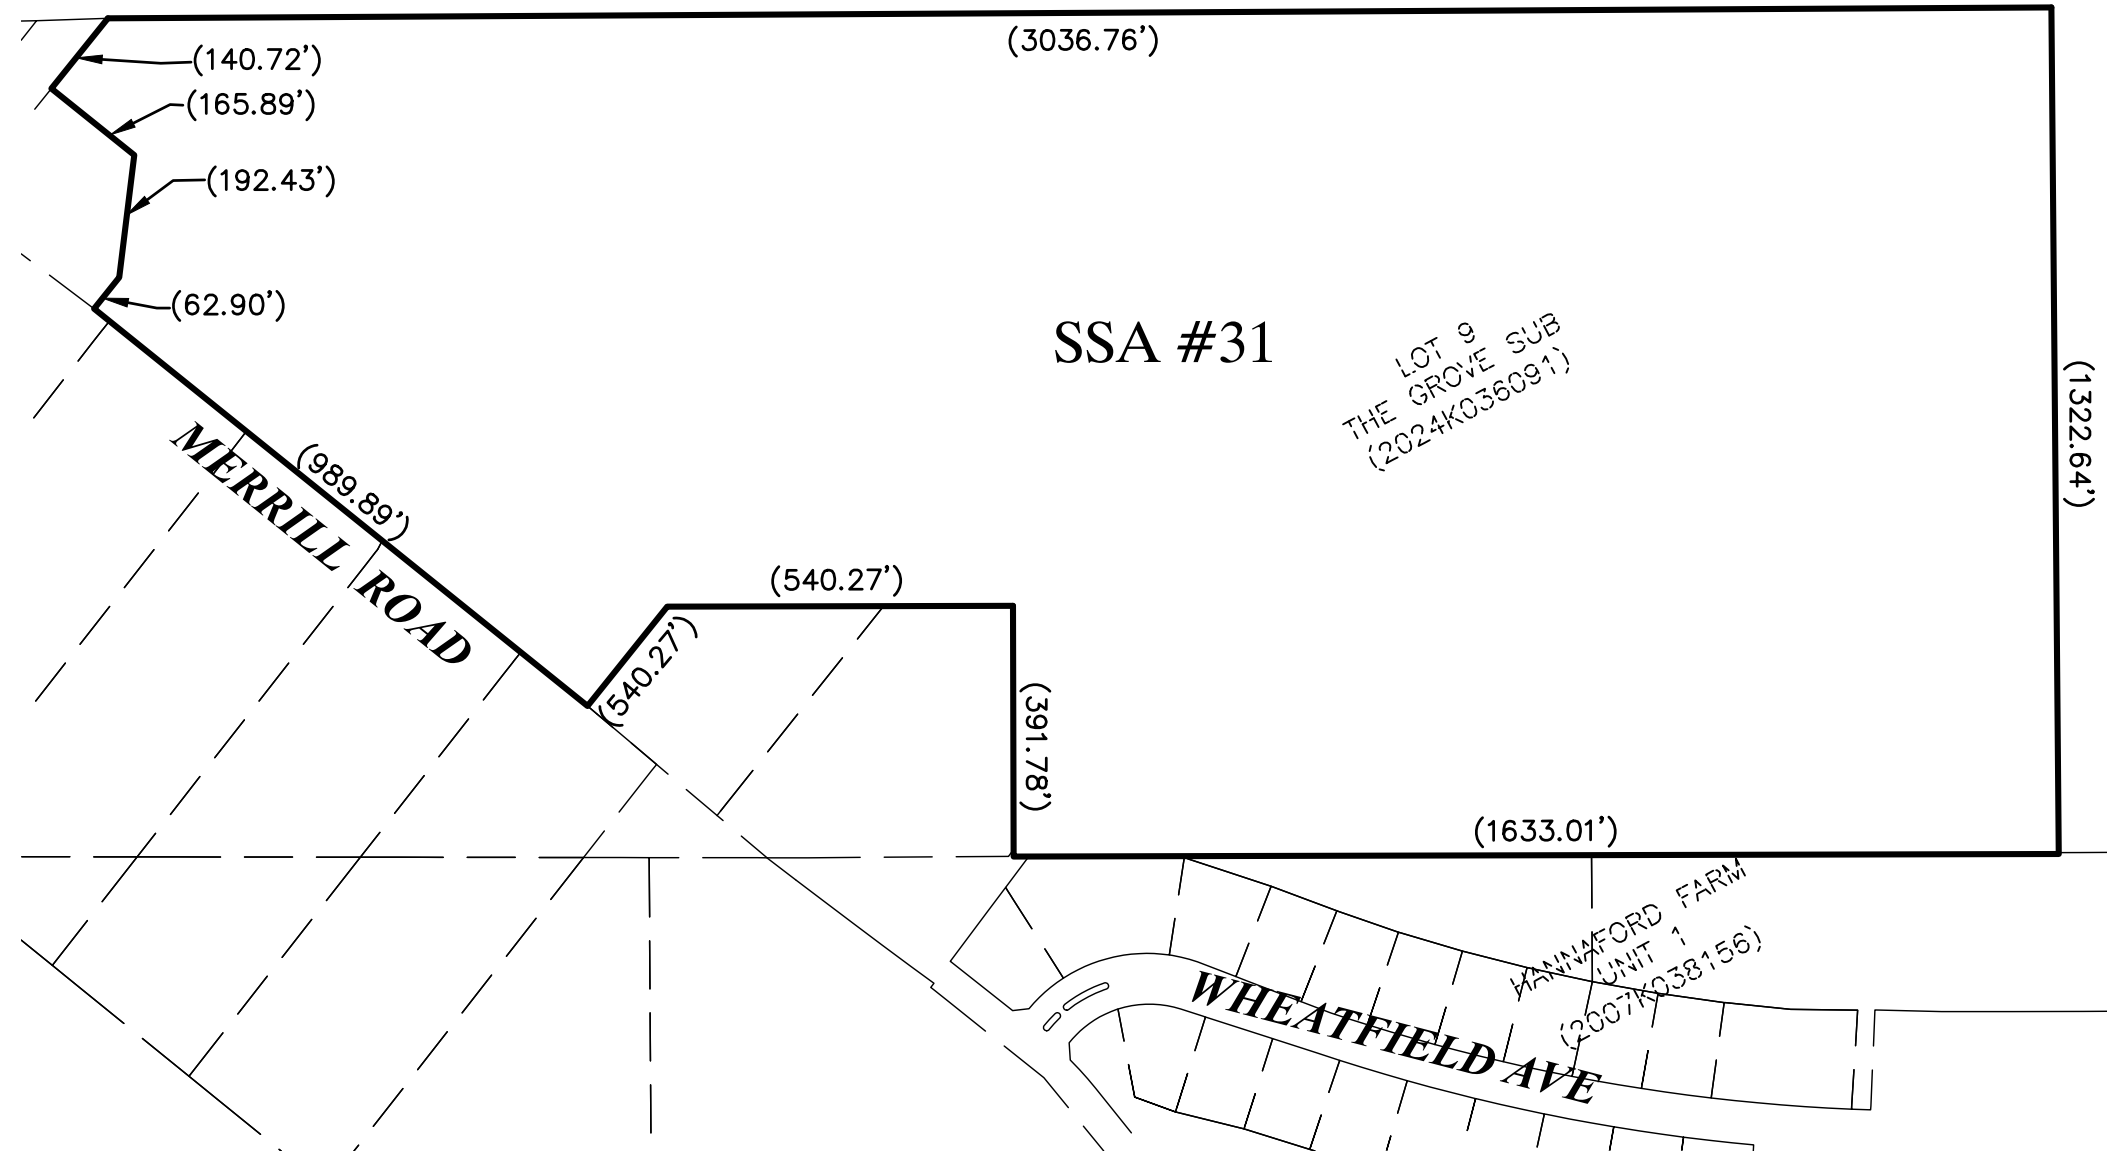 (3036.76')
(140.72')
(165.89')
(192.43')
(62.90')
SSA #31
LOT 9
THE GROVE SUB
(2024K036091)
(1322.64')
(989.89')
MERRILL ROAD
(540.27')
(540.27')
(391.78')
(1633.01')
HANNAFORD FARM
UNIT 1
(2007K038156)
WHEATFIELD AVE